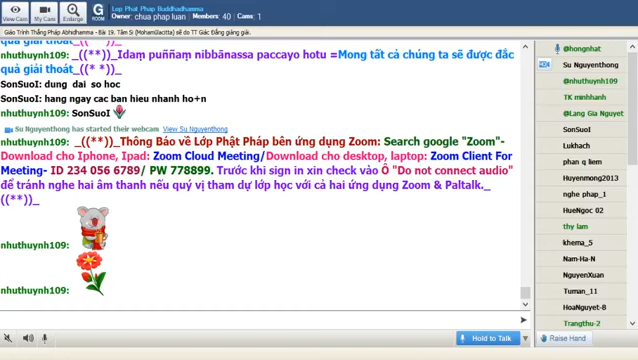 View Cam
My Cam
Enlarge
G
ROOM
Lop Phat Phap Buddhadhamma
Owner: chua phap luan
Members: 40
Cams: 1
Giáo Trình Thắng Pháp Abhidhamma - Bài 19. Tâm Si (MohamGlacitta) sẽ do TT Giác Đẳng giảng giải.
quả giải thoát_((* *)_
_((**))_Idaṃ puññaṃ nibbānassa paccayo hotu =Mong tất cả chúng ta sẽ được đắc
quả giải thoát_((* *)_
SonSuoI: dung dai so hoc
SonSuoI: hang ngay cac ban hieu nhanh ho+n
nhuthuynh109: SonSuoI
Su Nguyenthong has started their webcam View Su Nguyenthong
nhuthuynh109: _((**))_Thông Báo về Lớp Phật Pháp bên ứng dụng Zoom: Search google "Zoom"-
Download cho Iphone, Ipad: Zoom Cloud Meeting/Download cho desktop, laptop: Zoom Client For
Meeting- ID 234 056 6789/ PW 778899. Trước khi sign in xin check vào Ô "Do not connect audio"
để tránh nghe hai âm thanh nếu quý vị tham dự lớp học với cả hai ứng dụng Zoom & Paltalk._
((**))_
nhuthuynh109:
nhuthuynh109:
@hongnhat
Su Nguyenthong
@nhuthuynh109
TK minhhanh
@Lang Gia Nguyet
SonSuoI
Lukhach
phan q liem
Huyenmong2013
nghe phap_1
HueNgoc 02
thy lam
khema_5
Nam-Ha-N
NguyenXuan
Tuman_11
HoaNguyet-B
Trangthu-2
Hold to Talk
Raise Hand